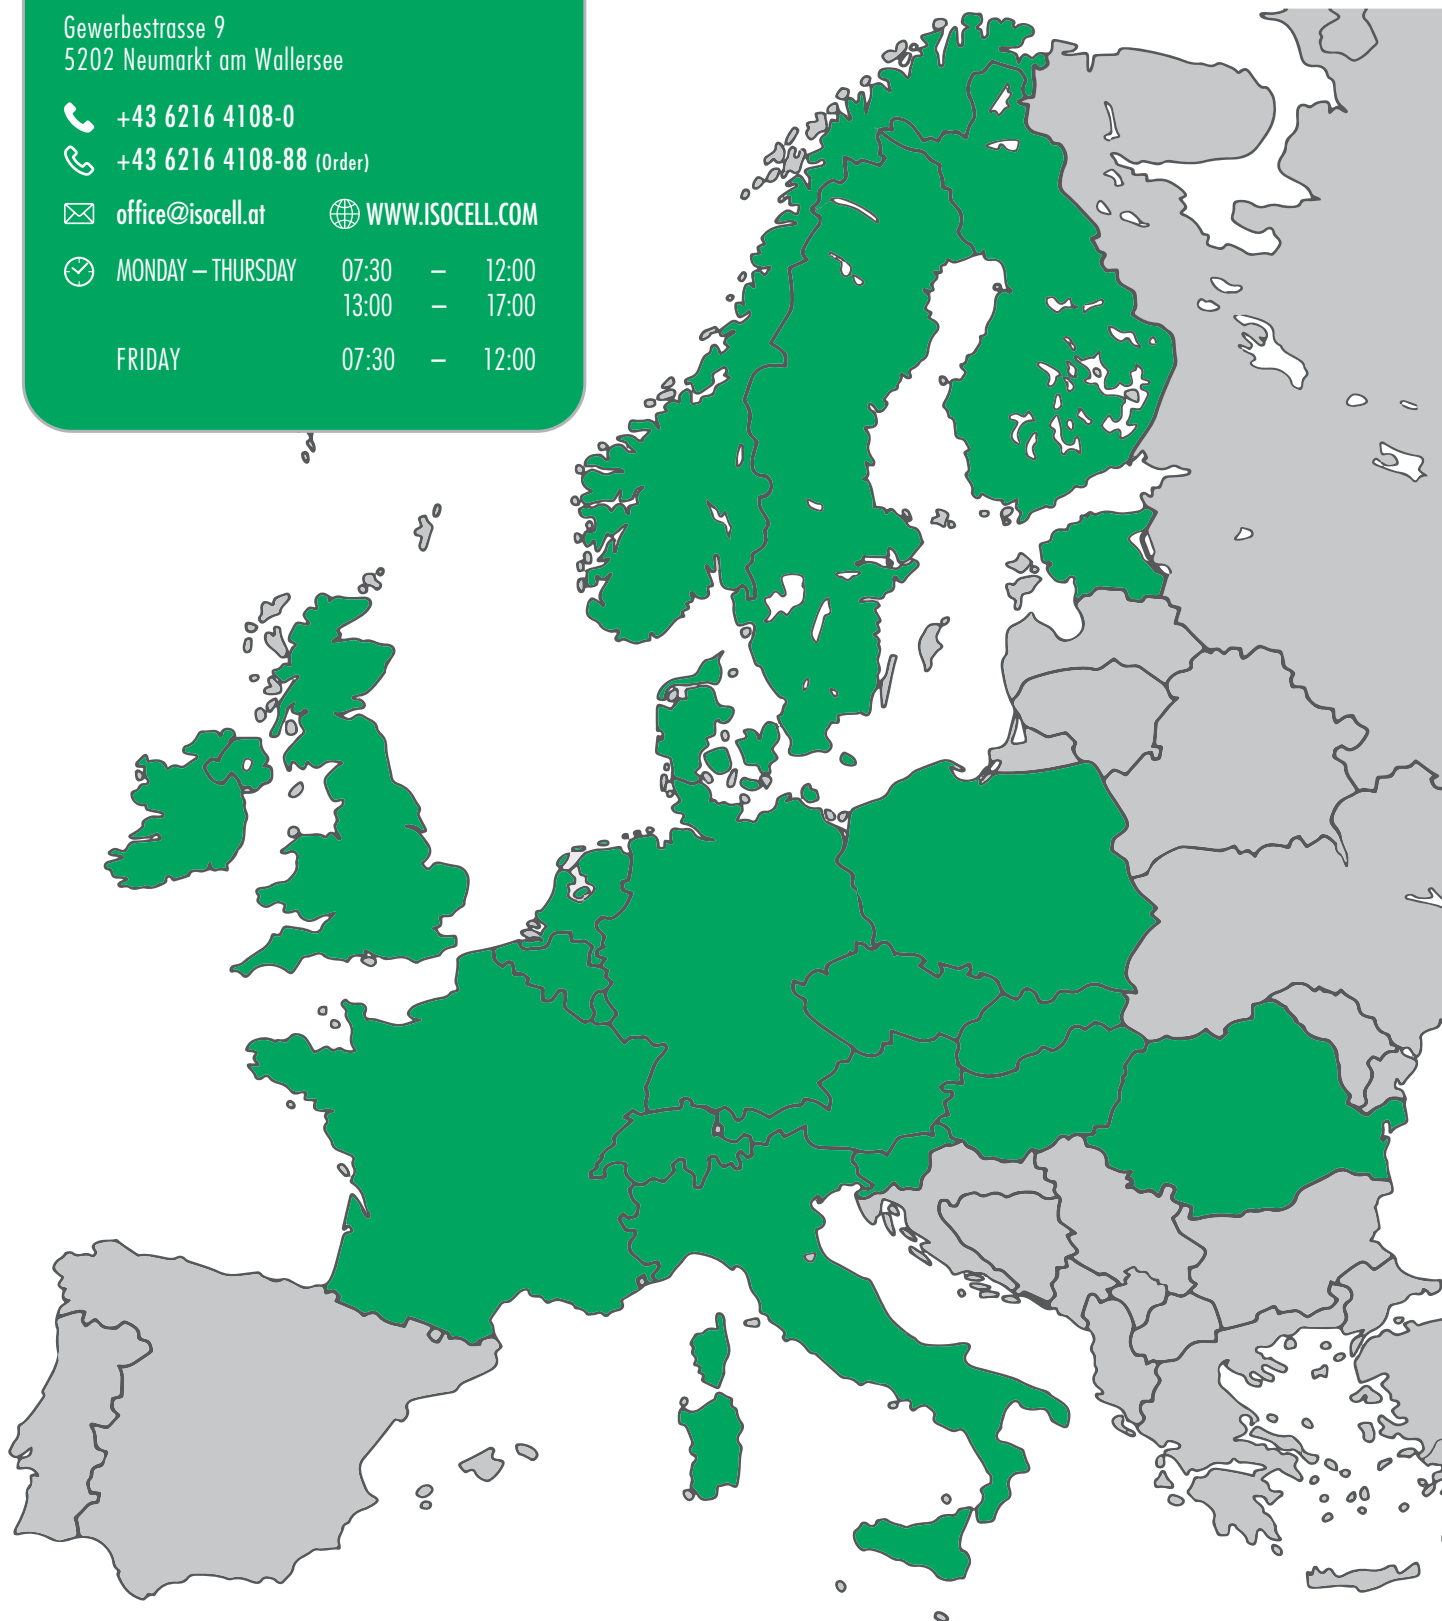 Gewerbestrasse 9
5202 Neumarkt am Wallersee
+43 6216 4108-0
+43 6216 4108-88 (Order)
office@isocell.at WWW.ISOCELL.COM
MONDAY – THURSDAY 07:30 – 12:00
13:00 – 17:00
FRIDAY 07:30 – 12:00